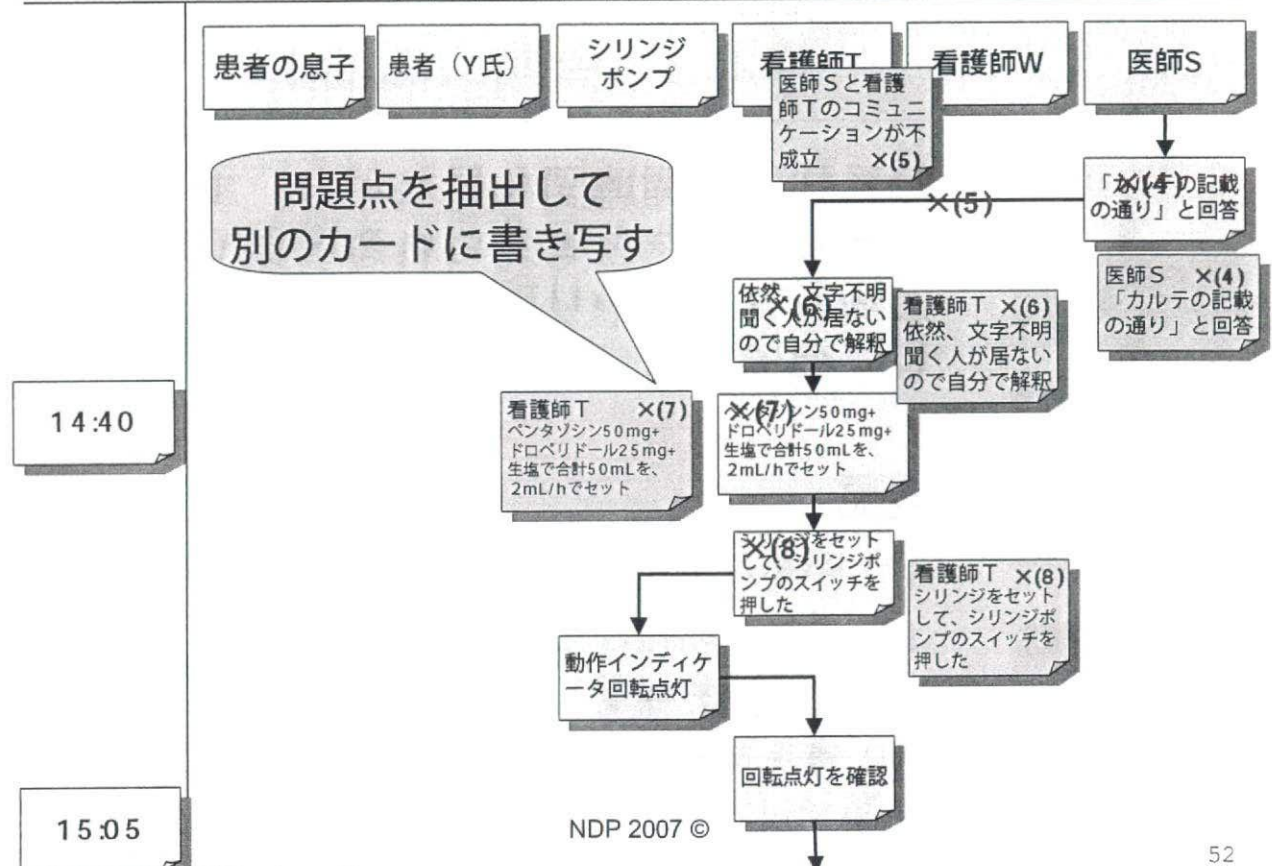 患者の息子
患者（Y氏）
シリンジ
ポンプ
看護師T
看護師W
医師S
医師Sと看護
師Tのコミュニ
ケーションが不
成立 ×(5)
問題点を抽出して
別のカードに書き写す
×(4)
「カルテの記載
の通り」と回答
×(5)
医師S ×(4)
「カルテの記載
の通り」と回答
×(6)
依然、文字不明
聞く人が居ない
ので自分で解釈
看護師T ×(6)
依然、文字不明
聞く人が居ない
ので自分で解釈
14:40
看護師T ×(7)
ペンタゾシン50mg+
ドロペリドール25mg+
生塩で合計50mLを、
2mL/hでセット
×(7)
ペンタゾシン50mg+
ドロペリドール25mg+
生塩で合計50mLを、
2mL/hでセット
×(8)
シリンジをセット
して、シリンジポ
ンプのスイッチを
押した
看護師T ×(8)
シリンジをセット
して、シリンジポ
ンプのスイッチを
押した
動作インディケ
ータ回転点灯
回転点灯を確認
15:05
NDP 2007 ©
52